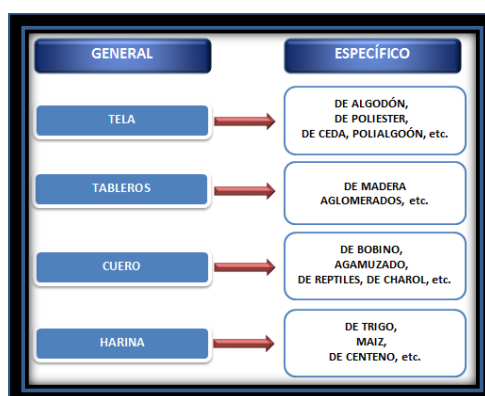 GENERAL
ESPECÍFICO
TELA
DE ALGODÓN,
DE POLIESTER,
DE CEDA, POLIALGOÓN, etc.
TABLEROS
DE MADERA
AGLOMERADOS, etc.
CUERO
DE BOBINO,
AGAMUZADO,
DE REPTILES, DE CHAROL, etc.
HARINA
DE TRIGO,
MAIZ,
DE CENTENO, etc.